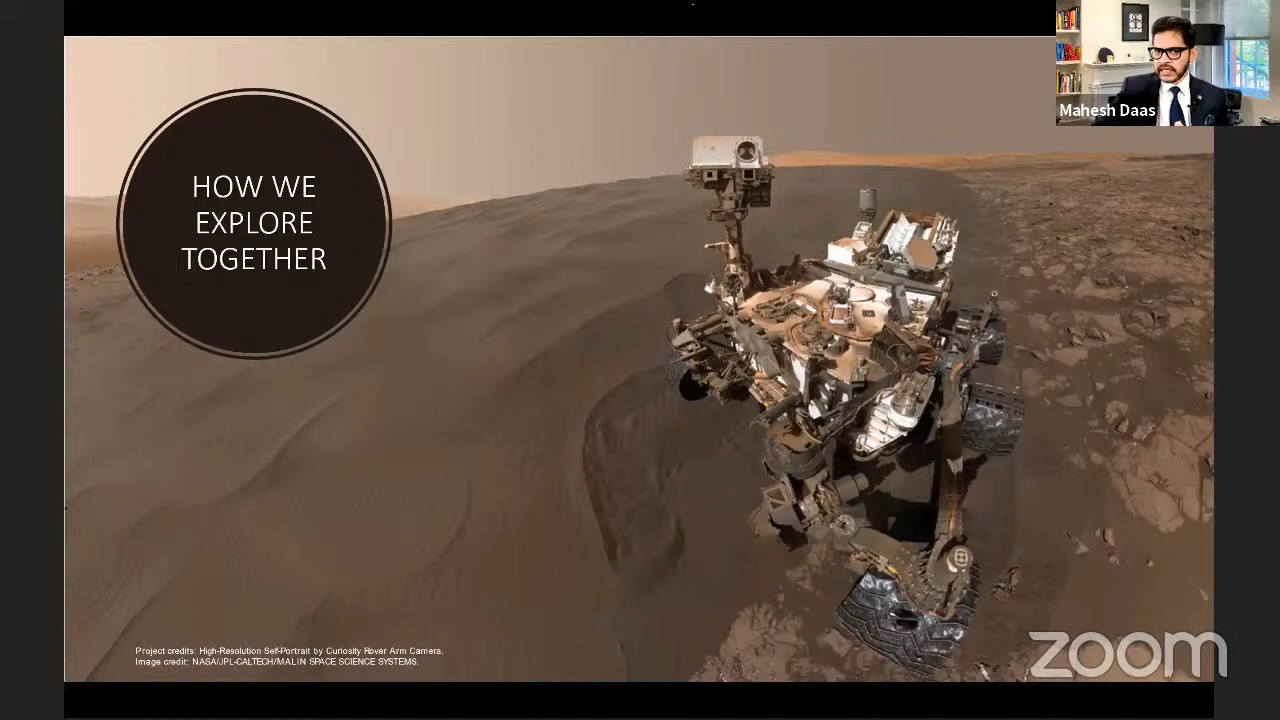 Mahesh Daas
HOW WE
EXPLORE
TOGETHER
Project credits: High-Resolution Self-Portrait by Curiosity Rover Arm Camera.
Image credit: NASA/JPL-CALTECH/MALIN SPACE SCIENCE SYSTEMS.
zoom